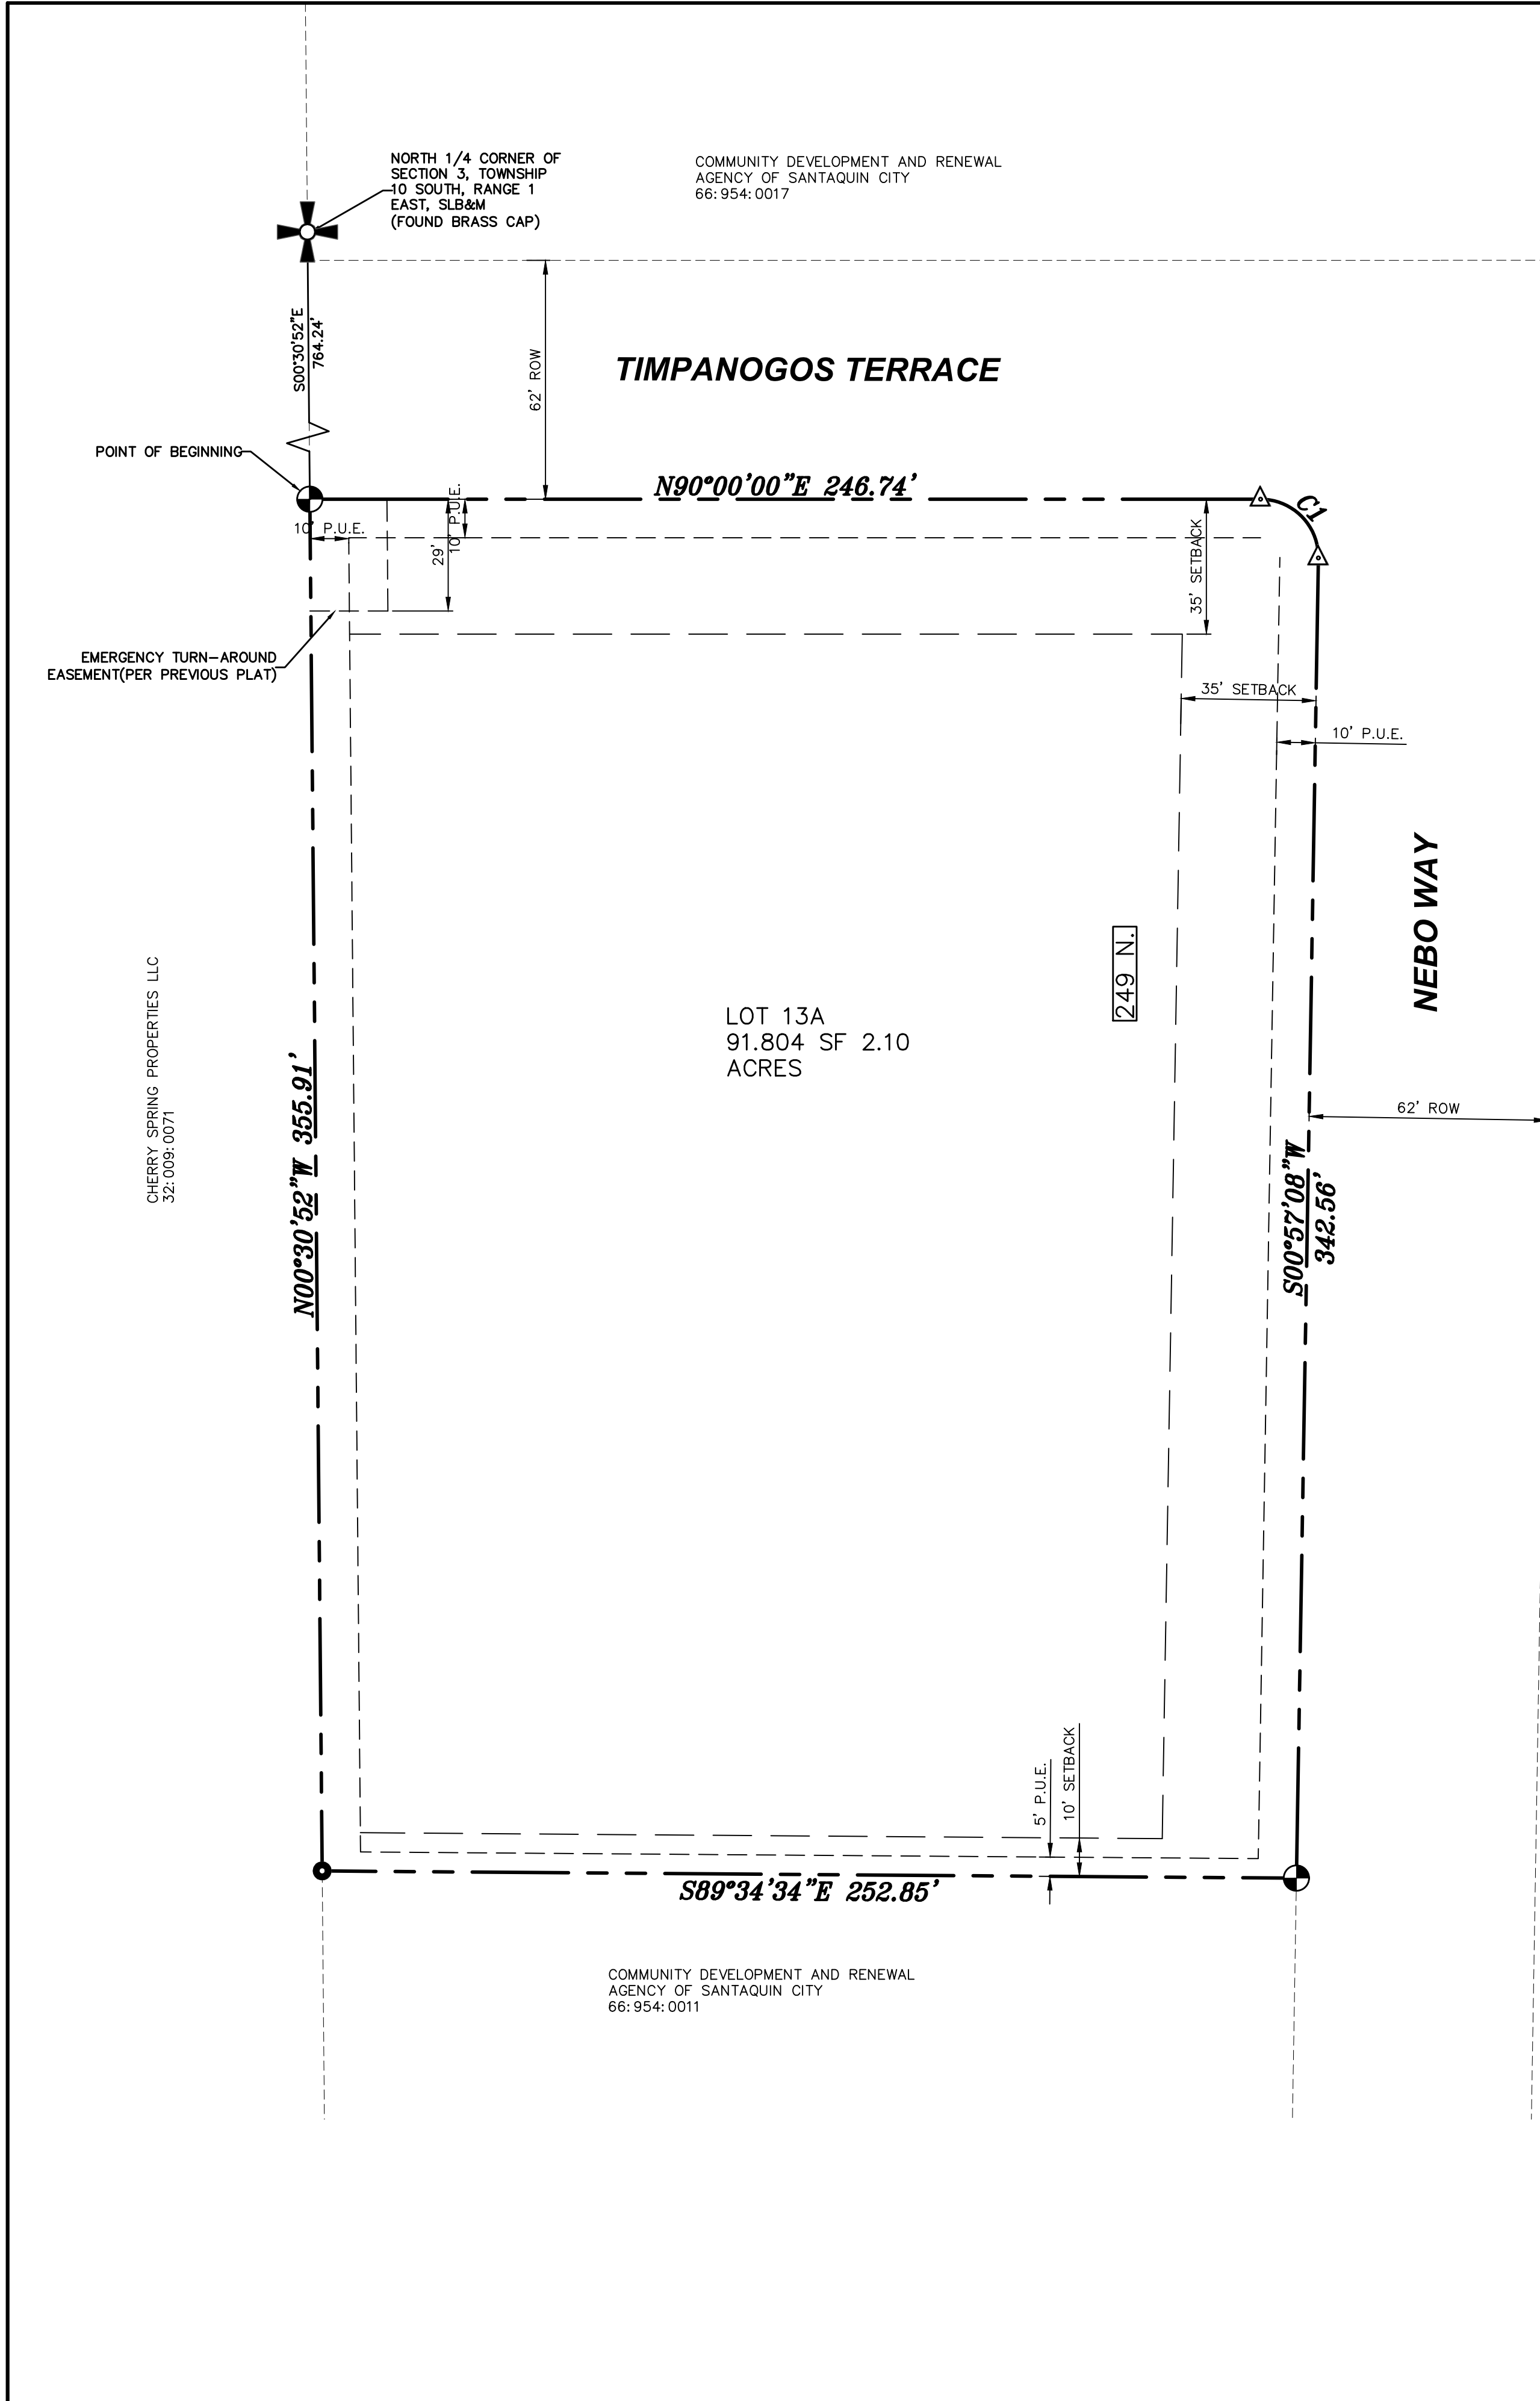 NORTH 1/4 CORNER OF
SECTION 3, TOWNSHIP
10 SOUTH, RANGE 1
EAST, SLB&M
(FOUND BRASS CAP)
COMMUNITY DEVELOPMENT AND RENEWAL
AGENCY OF SANTAQUIN CITY
66:954:0017
S00°30'52"E
764.24'
62' ROW
TIMPANOGOS TERRACE
POINT OF BEGINNING
N90°00'00"E 246.74'
C1
10' P.U.E.
29'
10' P.U.E.
35' SETBACK
EMERGENCY TURN-AROUND
EASEMENT(PER PREVIOUS PLAT)
35' SETBACK
10' P.U.E.
NEBO WAY
249 N.
LOT 13A
91.804 SF 2.10
ACRES
CHERRY SPRING PROPERTIES LLC
32:009:0071
N00°30'52"W 355.91'
62' ROW
S00°57'08"W
342.56'
5' P.U.E.
10' SETBACK
S89°34'34"E 252.85'
COMMUNITY DEVELOPMENT AND RENEWAL
AGENCY OF SANTAQUIN CITY
66:954:0011